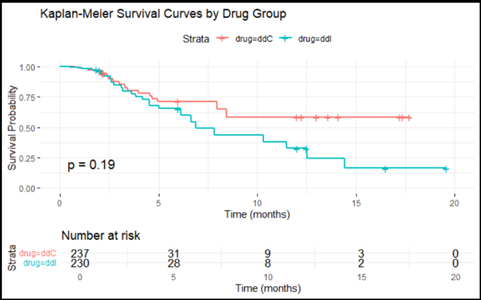 Kaplan-Meier Survival Curves by Drug Group
Strata drug=ddC drug=ddI
Survival Probability
1.00
0.75
0.50
0.25
0.00
p = 0.19
0 5 10 15 20
Time (months)
Number at risk
Strata
drug=ddC 237 31 9 3 0
drug=ddI 230 28 8 2 0
0 5 10 15 20
Time (months)